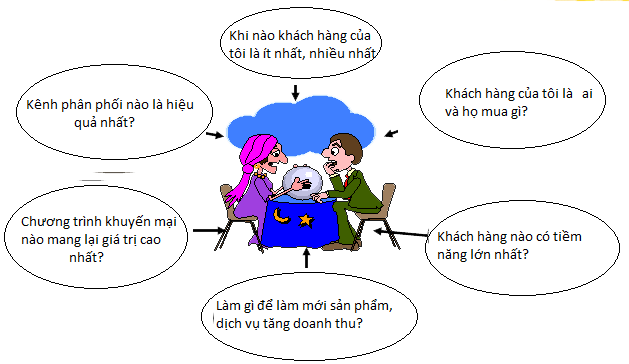 Khi nào khách hàng của
tôi là ít nhất, nhiều nhất
Khách hàng của tôi là ai
và họ mua gì?
Kênh phân phối nào là hiệu
quả nhất?
Chương trình khuyến mại
nào mang lại giá trị cao
nhất?
Khách hàng nào có tiềm
năng lớn nhất?
Làm gì để làm mới sản phẩm,
dịch vụ tăng doanh thu?